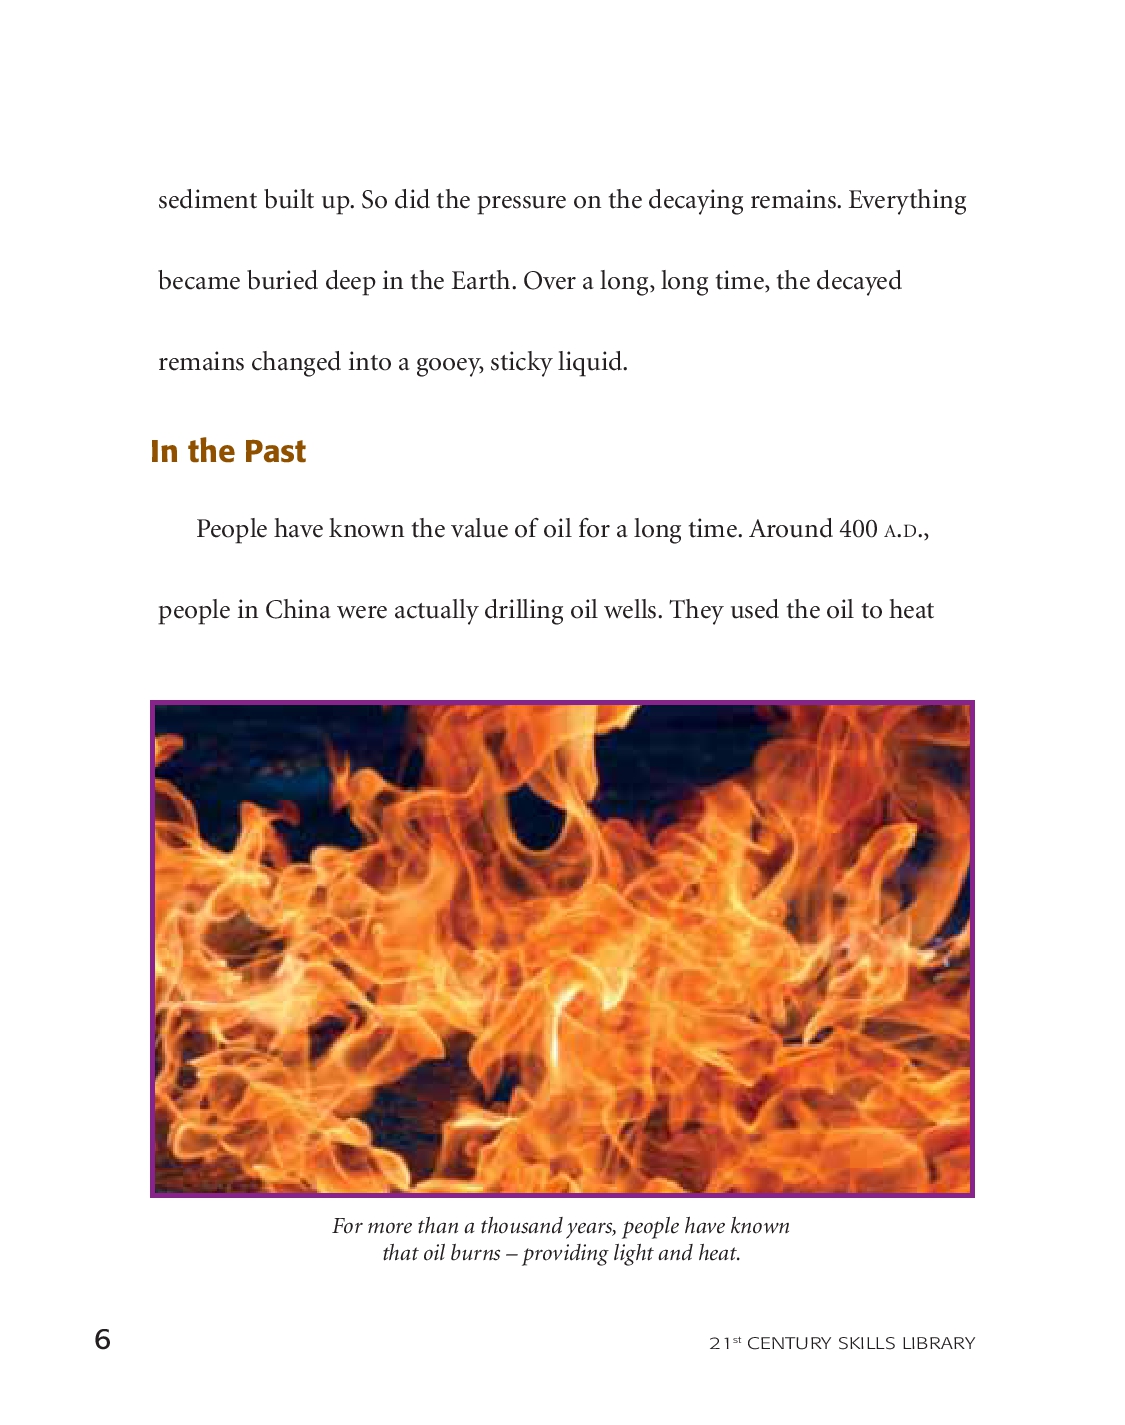 sediment built up. So did the pressure on the decaying remains. Everything
became buried deep in the Earth. Over a long, long time, the decayed
remains changed into a gooey, sticky liquid.
In the Past
People have known the value of oil for a long time. Around 400 A.D.,
people in China were actually drilling oil wells. They used the oil to heat
For more than a thousand years, people have known
that oil burns – providing light and heat.
6
21st CENTURY SKILLS LIBRARY